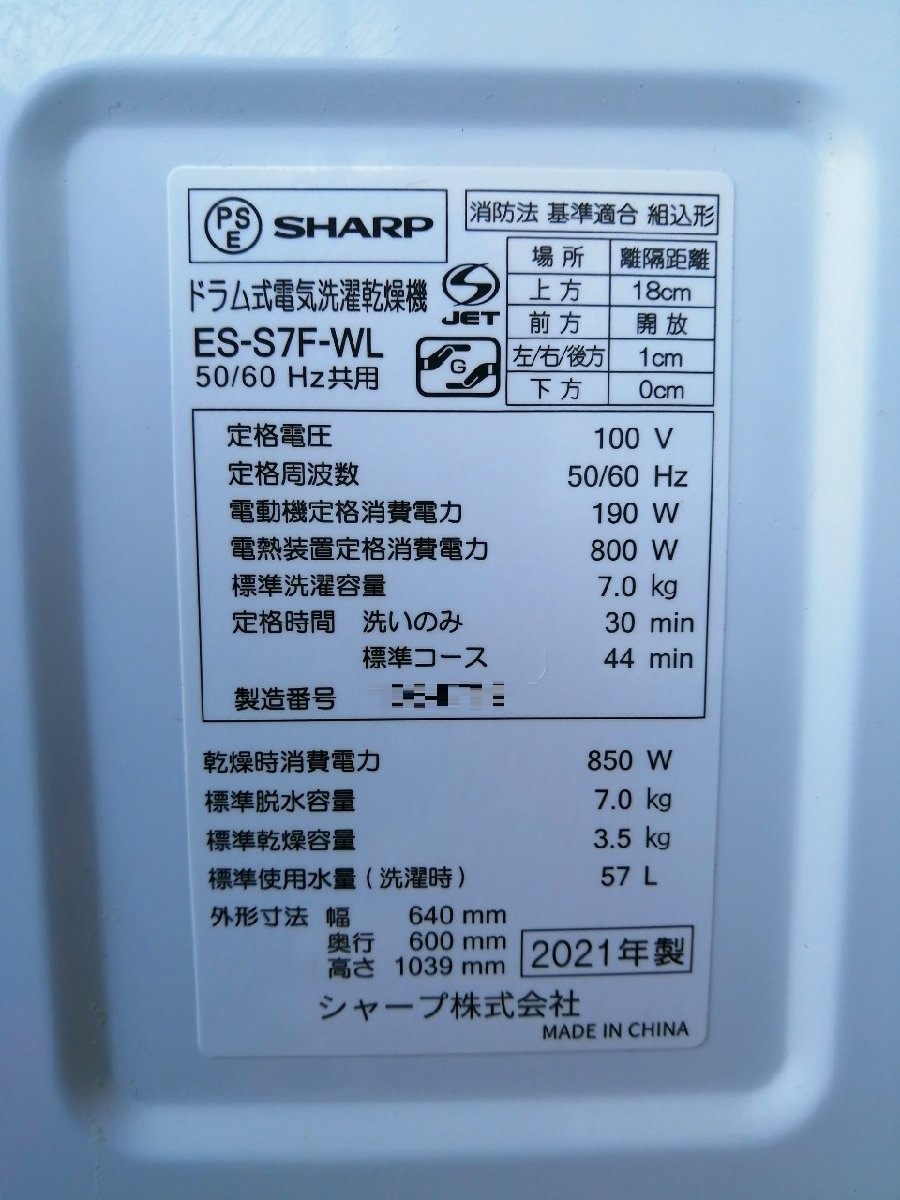 PSE SHARP
消防法 基準適合 組込形
場所 離隔距離
上方 18cm
前方 開放
左/右/後方 1cm
下方 0cm
ドラム式電気洗濯乾燥機
S JET
ES-S7F-WL
G
50/60 Hz共用
定格電圧 100 V
定格周波数 50/60 Hz
電動機定格消費電力 190 W
電熱装置定格消費電力 800 W
標準洗濯容量 7.0 kg
定格時間 洗いのみ 30 min
標準コース 44 min
製造番号
乾燥時消費電力 850 W
標準脱水容量 7.0 kg
標準乾燥容量 3.5 kg
標準使用水量(洗濯時) 57 L
外形寸法 幅 640 mm
奥行 600 mm
高さ 1039 mm
2021年製
シャープ株式会社
MADE IN CHINA